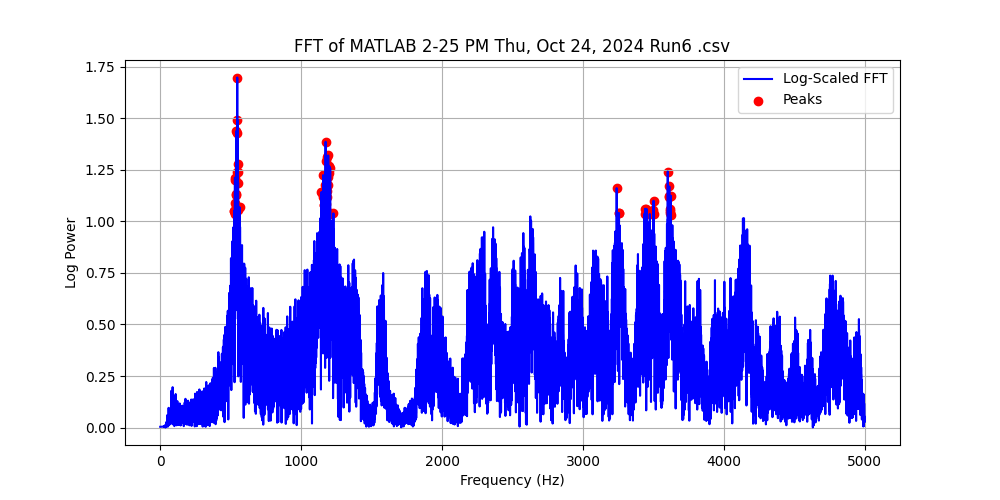 FFT of MATLAB 2-25 PM Thu, Oct 24, 2024 Run6 .csv
Log-Scaled FFT
Peaks
Log Power
1.75
1.50
1.25
1.00
0.75
0.50
0.25
0.00
0 1000 2000 3000 4000 5000
Frequency (Hz)